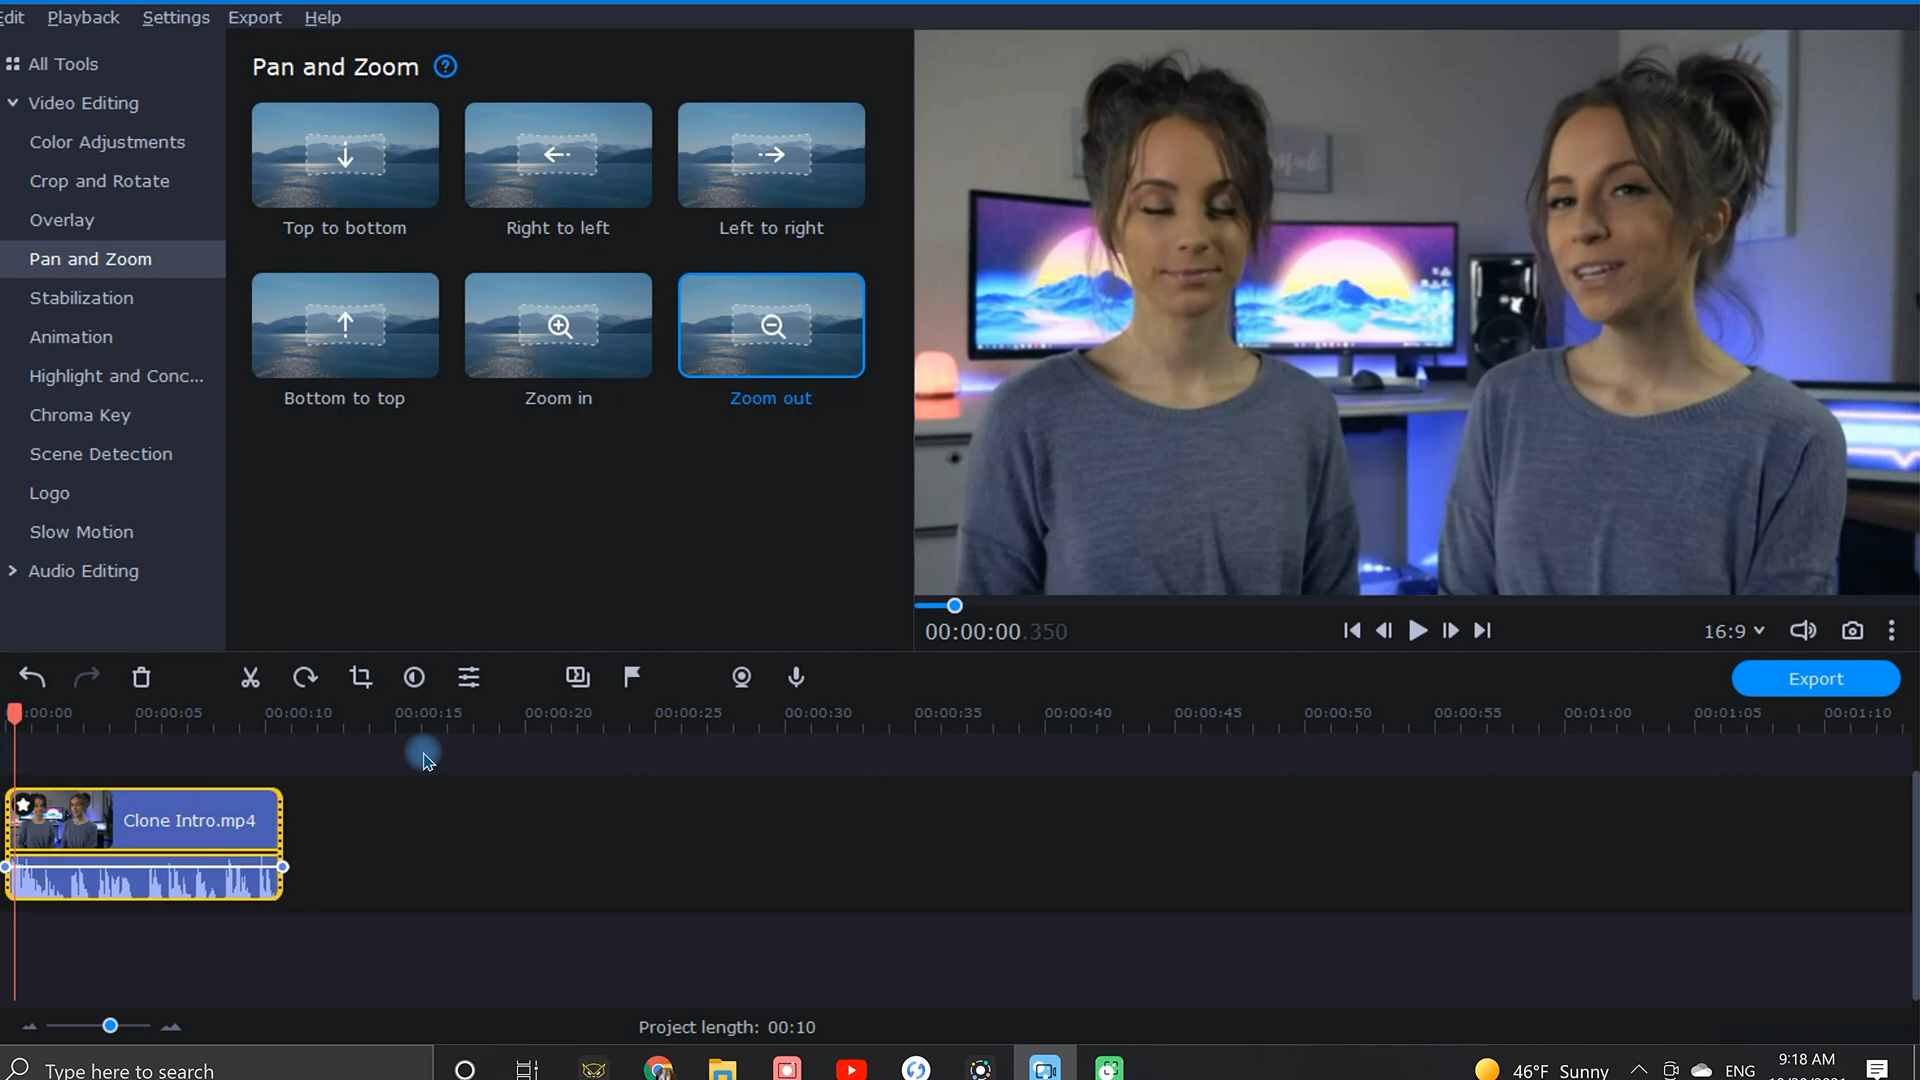 Edit Playback Settings Export Help
All Tools
Video Editing
Color Adjustments
Crop and Rotate
Overlay
Pan and Zoom
Stabilization
Animation
Highlight and Conc...
Chroma Key
Scene Detection
Logo
Slow Motion
Audio Editing
Pan and Zoom ?
Top to bottom Right to left Left to right
Bottom to top Zoom in Zoom out
00:00:00.350
16:9
Export
:00:00 00:00:05 00:00:10 00:00:15 00:00:20 00:00:25 00:00:30 00:00:35 00:00:40 00:00:45 00:00:50 00:00:55 00:01:00 00:01:05 00:01:10
Clone Intro.mp4
Project length: 00:10
Type here to search
46°F Sunny ENG 9:18 AM